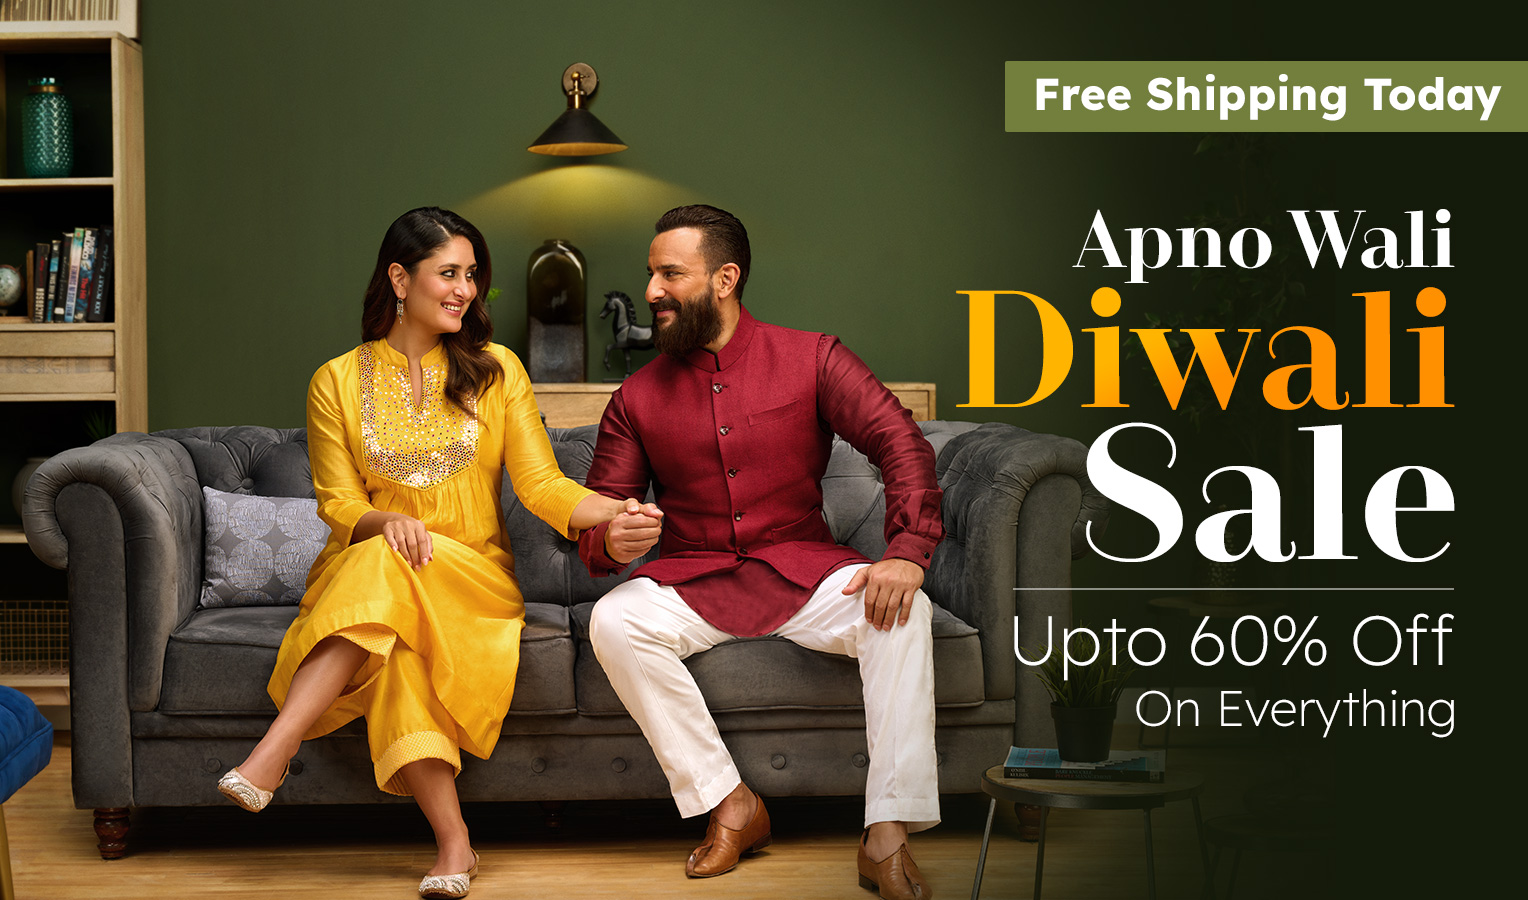 Free Shipping Today
Apno Wali
Diwali
Sale
Upto 60% Off
On Everything